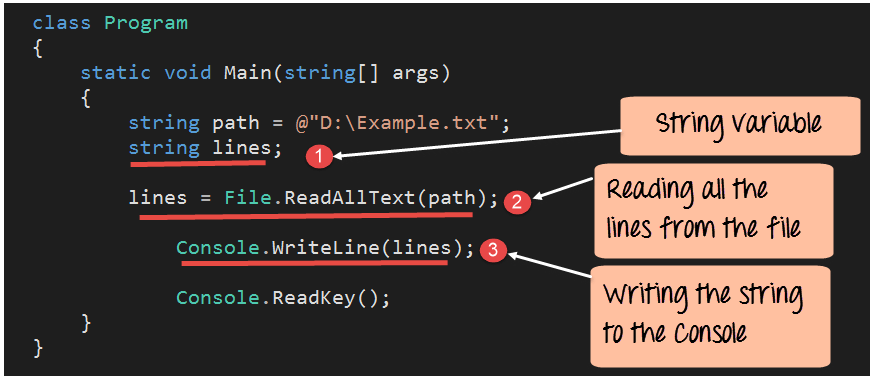 class Program
{
static void Main(string[] args)
{
string path = @"D:\Example.txt";
string lines;
1
String Variable
lines = File.ReadAllText(path);
2
Reading all the
lines from the file
Console.WriteLine(lines);
3
Writing the string
to the Console
Console.ReadKey();
}
}